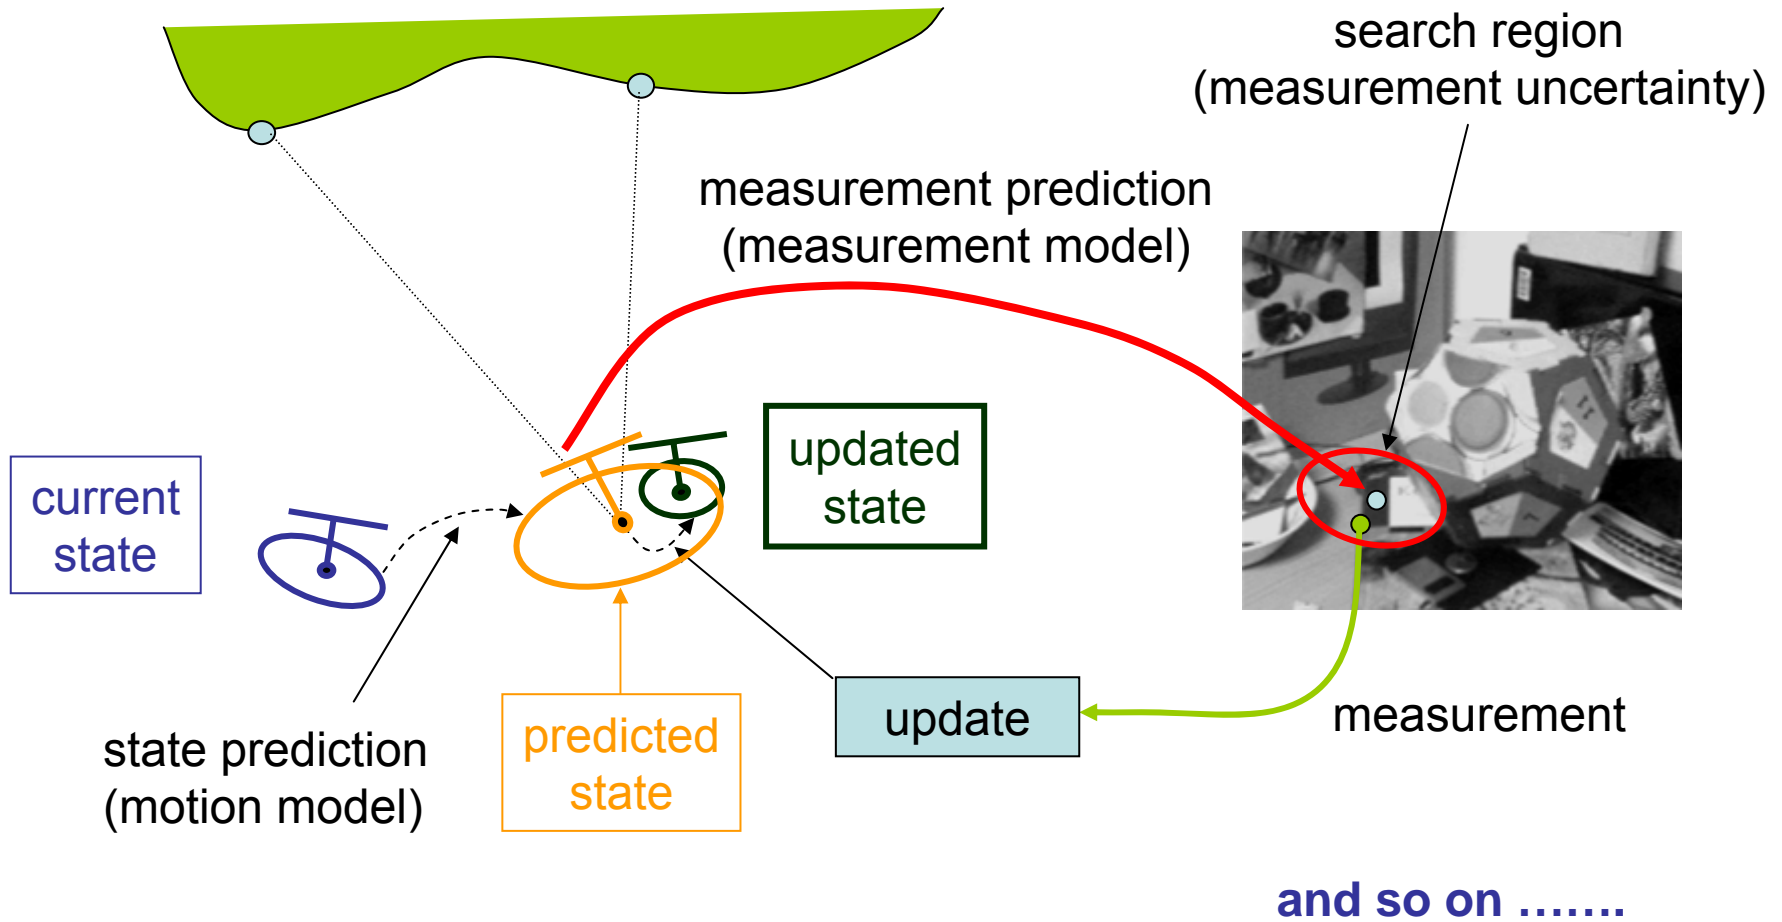 search region
(measurement uncertainty)
measurement prediction
(measurement model)
current
state
updated
state
state prediction
(motion model)
predicted
state
update
measurement
and so on .......